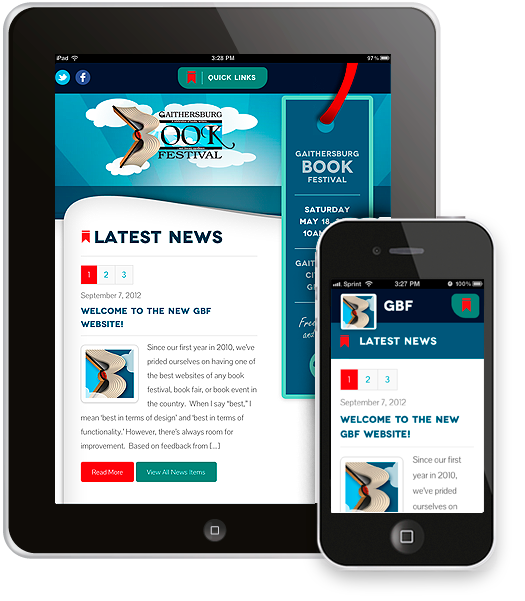 iPad
3:28 PM
97%
QUICK LINKS
GAITHERSBURG
BOOK
FESTIVAL
GAITHERSBURG
BOOK
FESTIVAL
SATURDAY
MAY 18,
10AM
LATEST NEWS
1 2 3
September 7, 2012
WELCOME TO THE NEW GBF
WEBSITE!
Since our first year in 2010, we've
prided ourselves on having one of
the best websites of any book
festival, book fair, or book event in
the country. When I say "best," I
mean 'best in terms of design' and 'best in terms of
functionality.' However, there's always room for
improvement. Based on feedback from [...]
Read More
View All News Items
Sprint
3:27 PM
100%
GBF
LATEST NEWS
1 2 3
September 7, 2012
WELCOME TO THE NEW
GBF WEBSITE!
Since our first
year in 2010,
we've prided
ourselves on